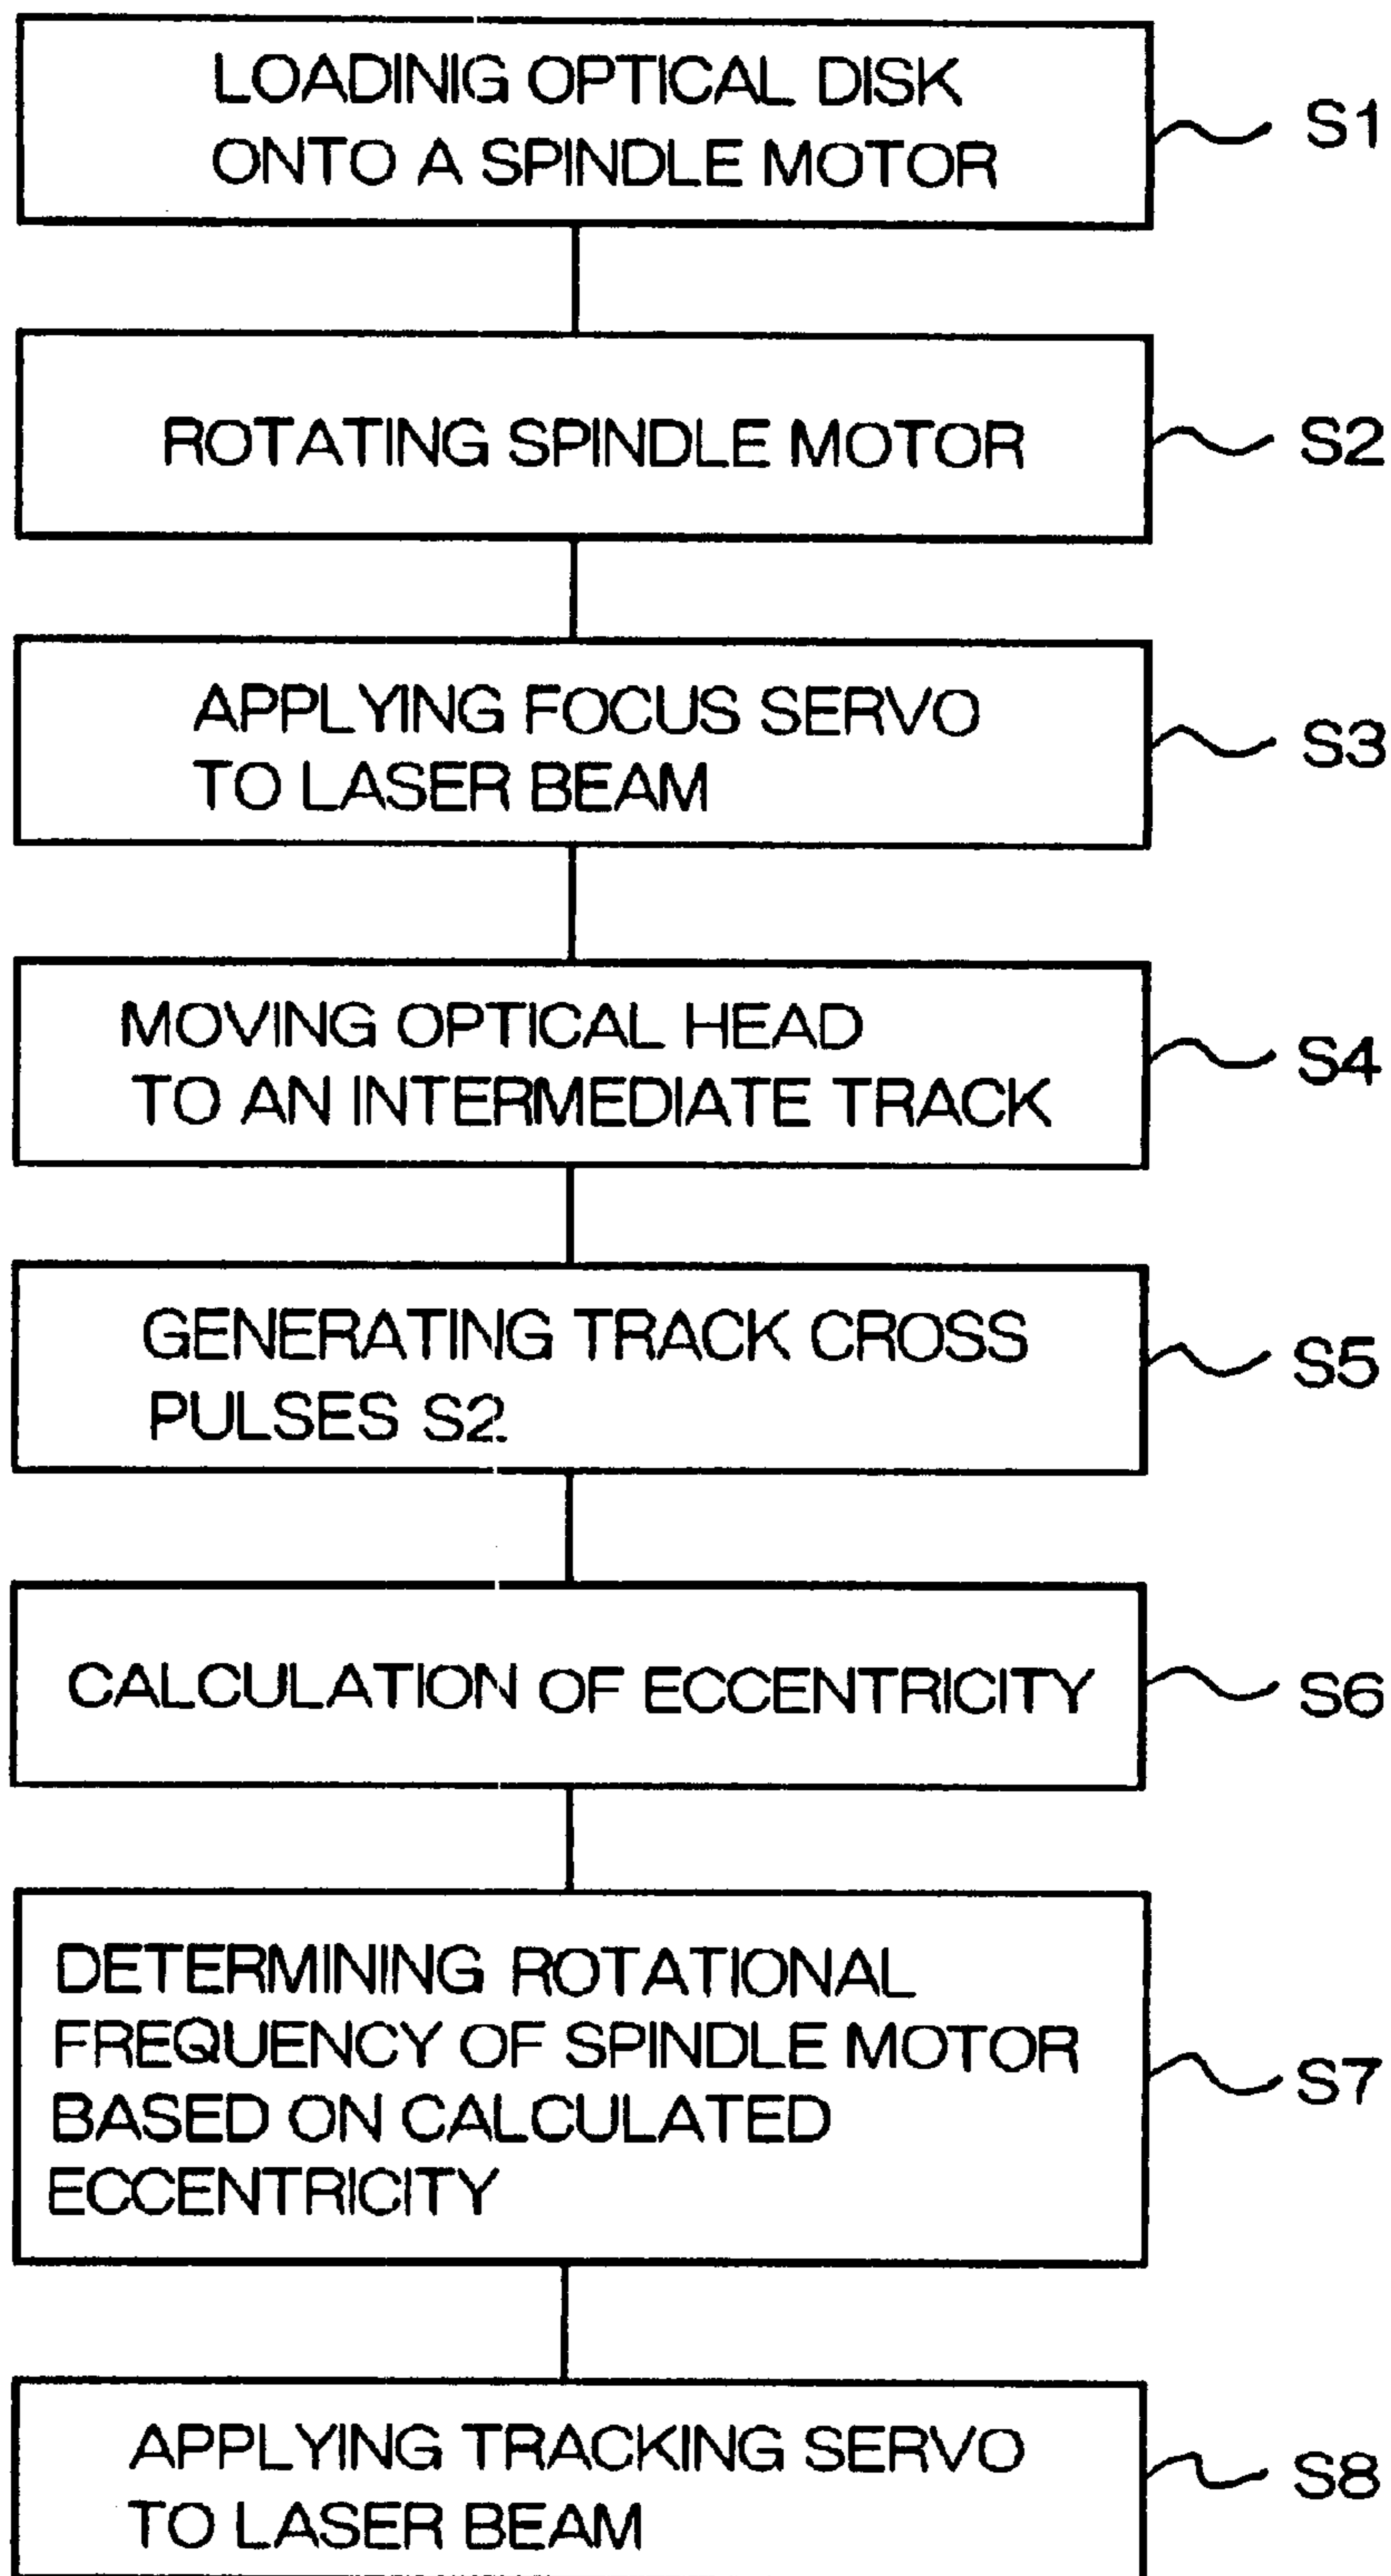 LOADINIG OPTICAL DISK
ONTO A SPINDLE MOTOR
S1
ROTATING SPINDLE MOTOR
S2
APPLYING FOCUS SERVO
TO LASER BEAM
S3
MOVING OPTICAL HEAD
TO AN INTERMEDIATE TRACK
S4
GENERATING TRACK CROSS
PULSES S2
S5
CALCULATION OF ECCENTRICITY
S6
DETERMINING ROTATIONAL
FREQUENCY OF SPINDLE MOTOR
BASED ON CALCULATED
ECCENTRICITY
S7
APPLYING TRACKING SERVO
TO LASER BEAM
S8